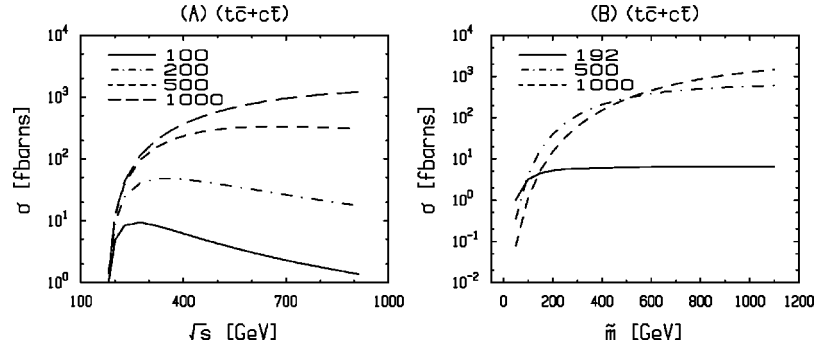 (A) (tc̄+ct̄)
10⁴
10³
10²
10¹
10⁰
σ [fbarns]
100
200
500
1000
100 400 700 1000
√s [GeV]
(B) (tc̄+ct̄)
10⁴
10³
10²
10¹
10⁰
10⁻¹
10⁻²
σ [fbarns]
192
500
1000
0 200 400 600 800 1000 1200
m̃ [GeV]